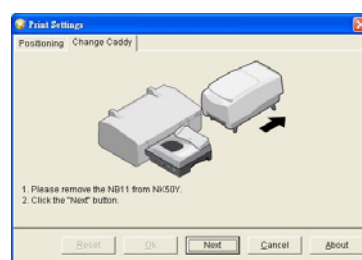 Print Settings
Positioning Change Caddy
1. Please remove the NB11 from NK50Y.
2. Click the "Next" button.
Reset Ok Next Cancel About